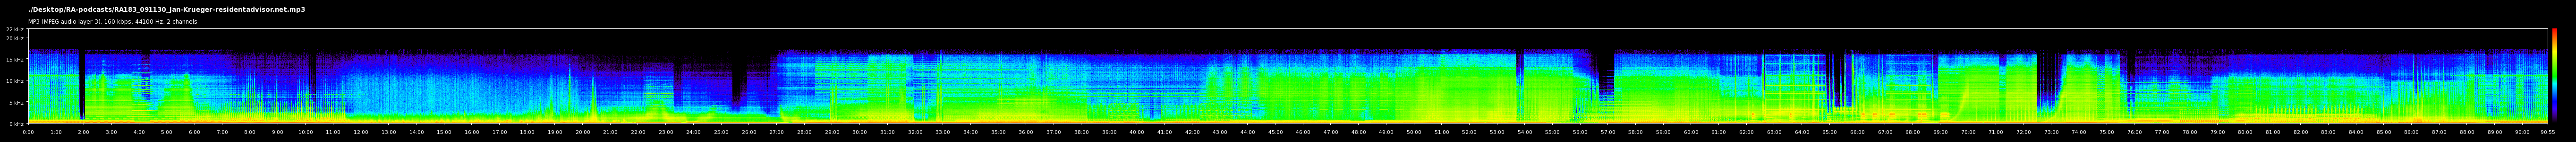 ./Desktop/RA-podcasts/RA183_091130_Jan-Krueger-residentadvisor.net.mp3
MP3 (MPEG audio layer 3), 160 kbps, 44100 Hz, 2 channels
22 kHz
20 kHz
15 kHz
10 kHz
5 kHz
0 kHz
0:00 1:00 2:00 3:00 4:00 5:00 6:00 7:00 8:00 9:00 10:00 11:00 12:00 13:00 14:00 15:00 16:00 17:00 18:00 19:00 20:00 21:00 22:00 23:00 24:00 25:00 26:00 27:00 28:00 29:00 30:00 31:00 32:00 33:00 34:00 35:00 36:00 37:00 38:00 39:00 40:00 41:00 42:00 43:00 44:00 45:00 46:00 47:00 48:00 49:00 50:00 51:00 52:00 53:00 54:00 55:00 56:00 57:00 58:00 59:00 60:00 61:00 62:00 63:00 64:00 65:00 66:00 67:00 68:00 69:00 70:00 71:00 72:00 73:00 74:00 75:00 76:00 77:00 78:00 79:00 80:00 81:00 82:00 83:00 84:00 85:00 86:00 87:00 88:00 89:00 90:00 90:55